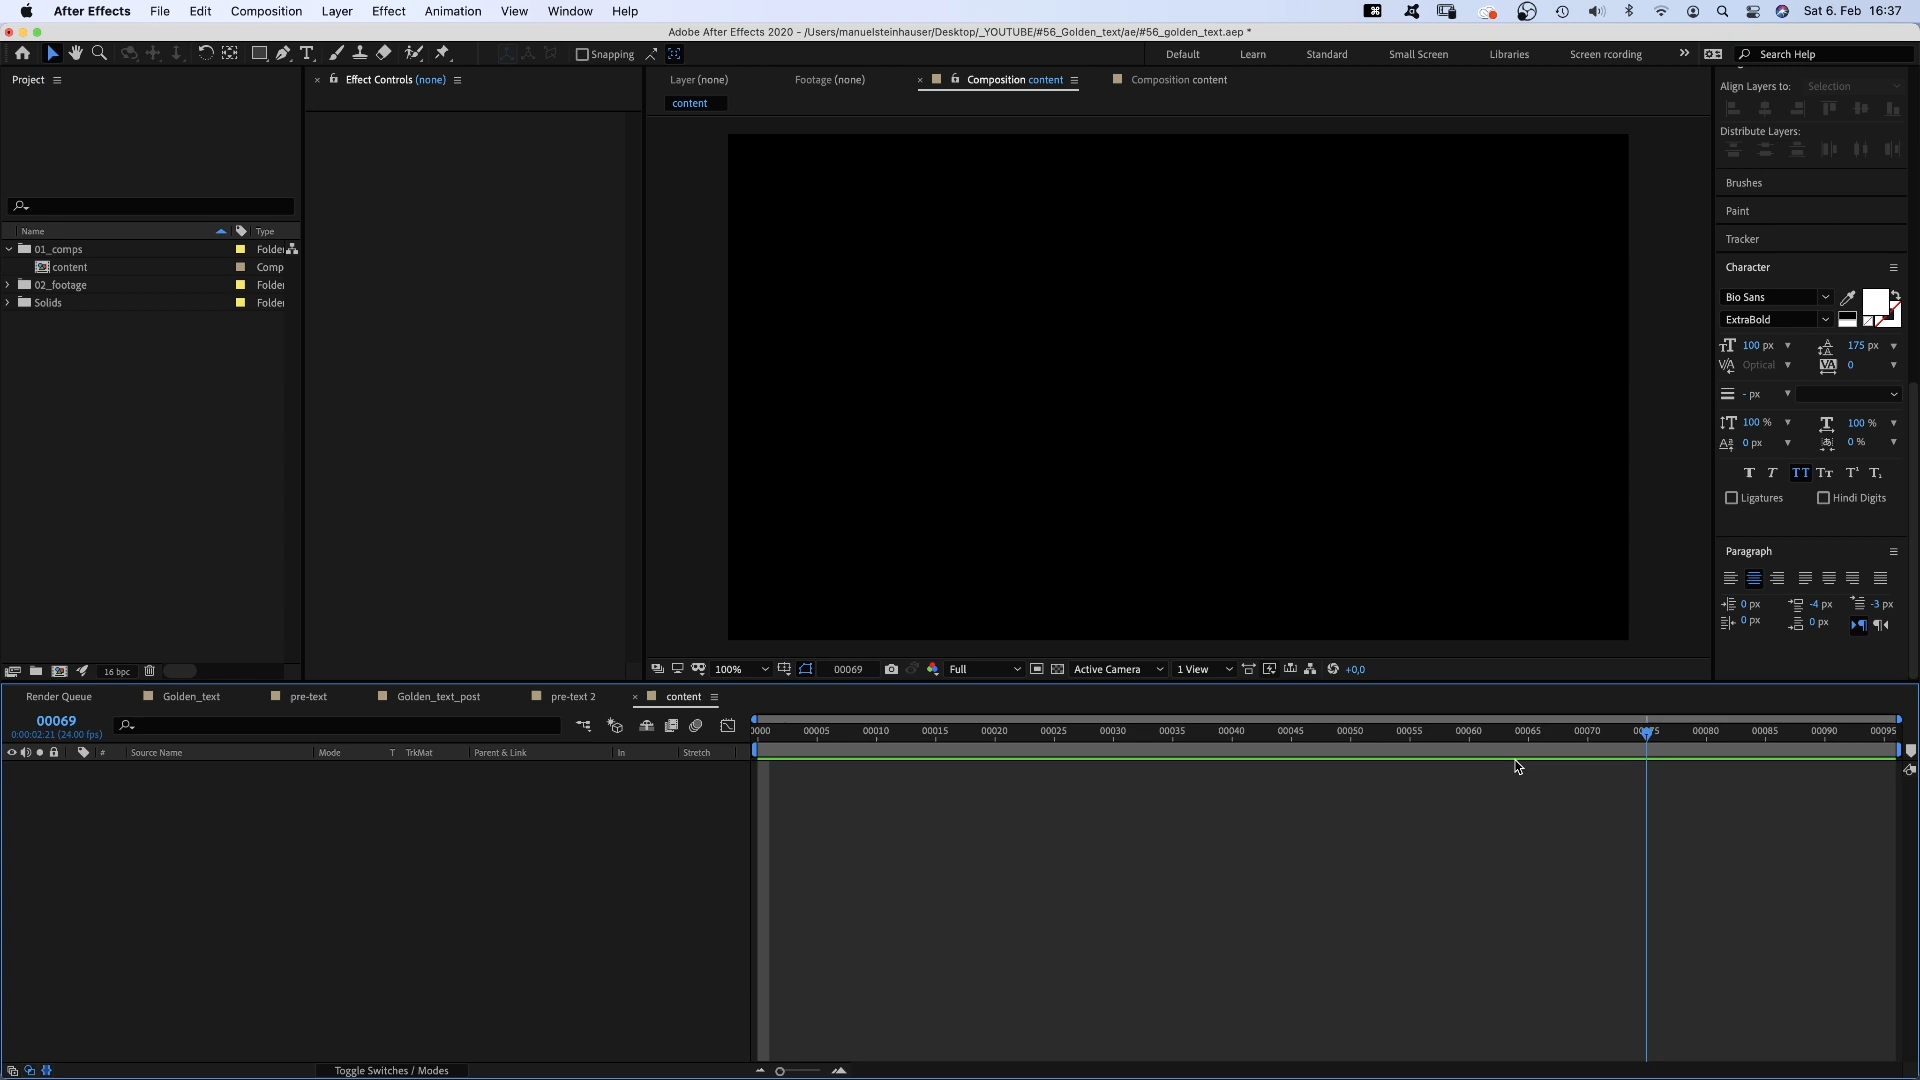 After Effects File Edit Composition Layer Effect Animation View Window Help Sat 6. Feb 16:37
Adobe After Effects 2020 - /Users/manuelsteinhauser/Desktop/_YOUTUBE/#56_Golden_text/ae/#56_golden_text.aep *
Snapping Default Learn Standard Small Screen Libraries Screen rcording Search Help
Project Effect Controls (none) Layer (none) Footage (none) Composition content Composition content
Align Layers to: Selection
content
Distribute Layers:
Brushes
Paint
Name Type
Tracker
01_comps Folder
content Comp
Character
02_footage Folder
Bio Sans
Solids Folder
ExtraBold
100 px 175 px
Optical 0
- px
100 % 100 %
0 px 0 %
Ligatures Hindi Digits
Paragraph
0 px -4 px -3 px
0 px 0 px
16 bpc 100% 00069 Full Active Camera 1 View +0,0
Render Queue Golden_text pre-text Golden_text_post pre-text 2 content
00069
0:00:02:21 (24.00 fps)
0000 00005 00010 00015 00020 00025 00030 00035 00040 00045 00050 00055 00060 00065 00070 00080 00085 00090 00095
# Source Name Mode T TrkMat Parent & Link In Stretch
Toggle Switches / Modes